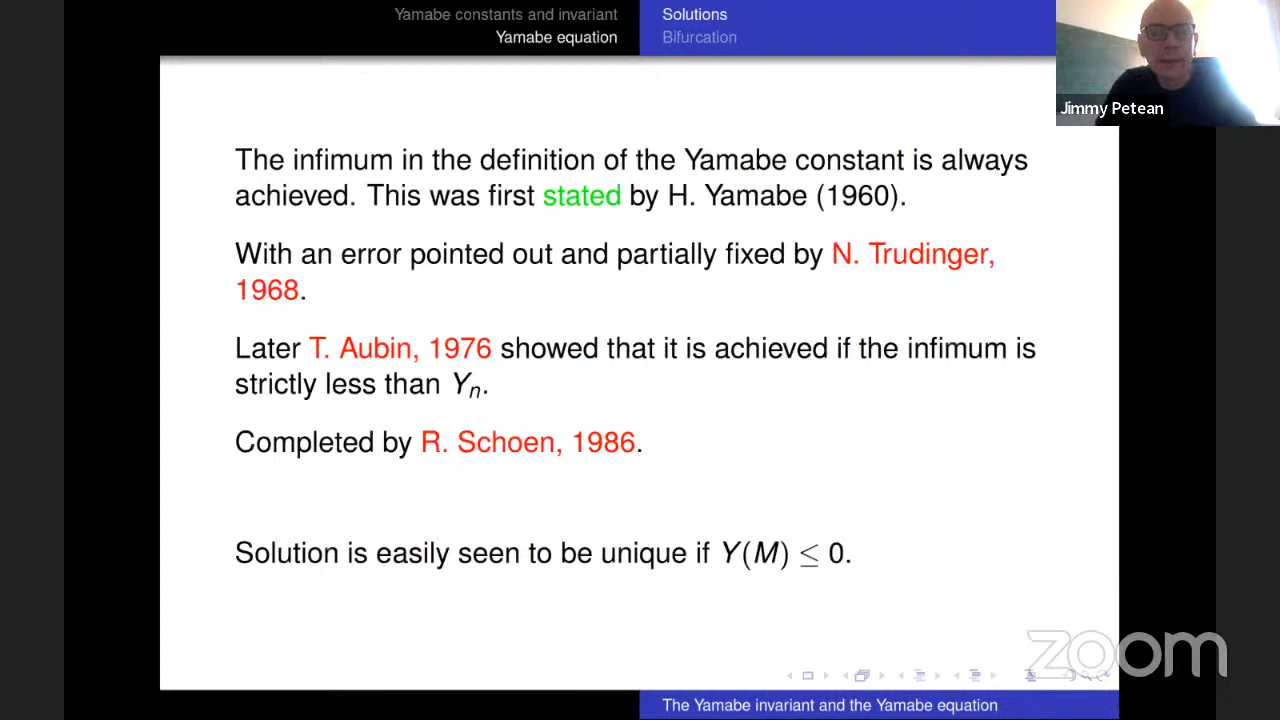 Yamabe constants and invariant
Yamabe equation
Solutions
Bifurcation
Jimmy Petean
The infimum in the definition of the Yamabe constant is always
achieved. This was first stated by H. Yamabe (1960).
With an error pointed out and partially fixed by N. Trudinger,
1968.
Later T. Aubin, 1976 showed that it is achieved if the infimum is
strictly less than Yₙ.
Completed by R. Schoen, 1986.
Solution is easily seen to be unique if Y(M) ≤ 0.
zoom
The Yamabe invariant and the Yamabe equation